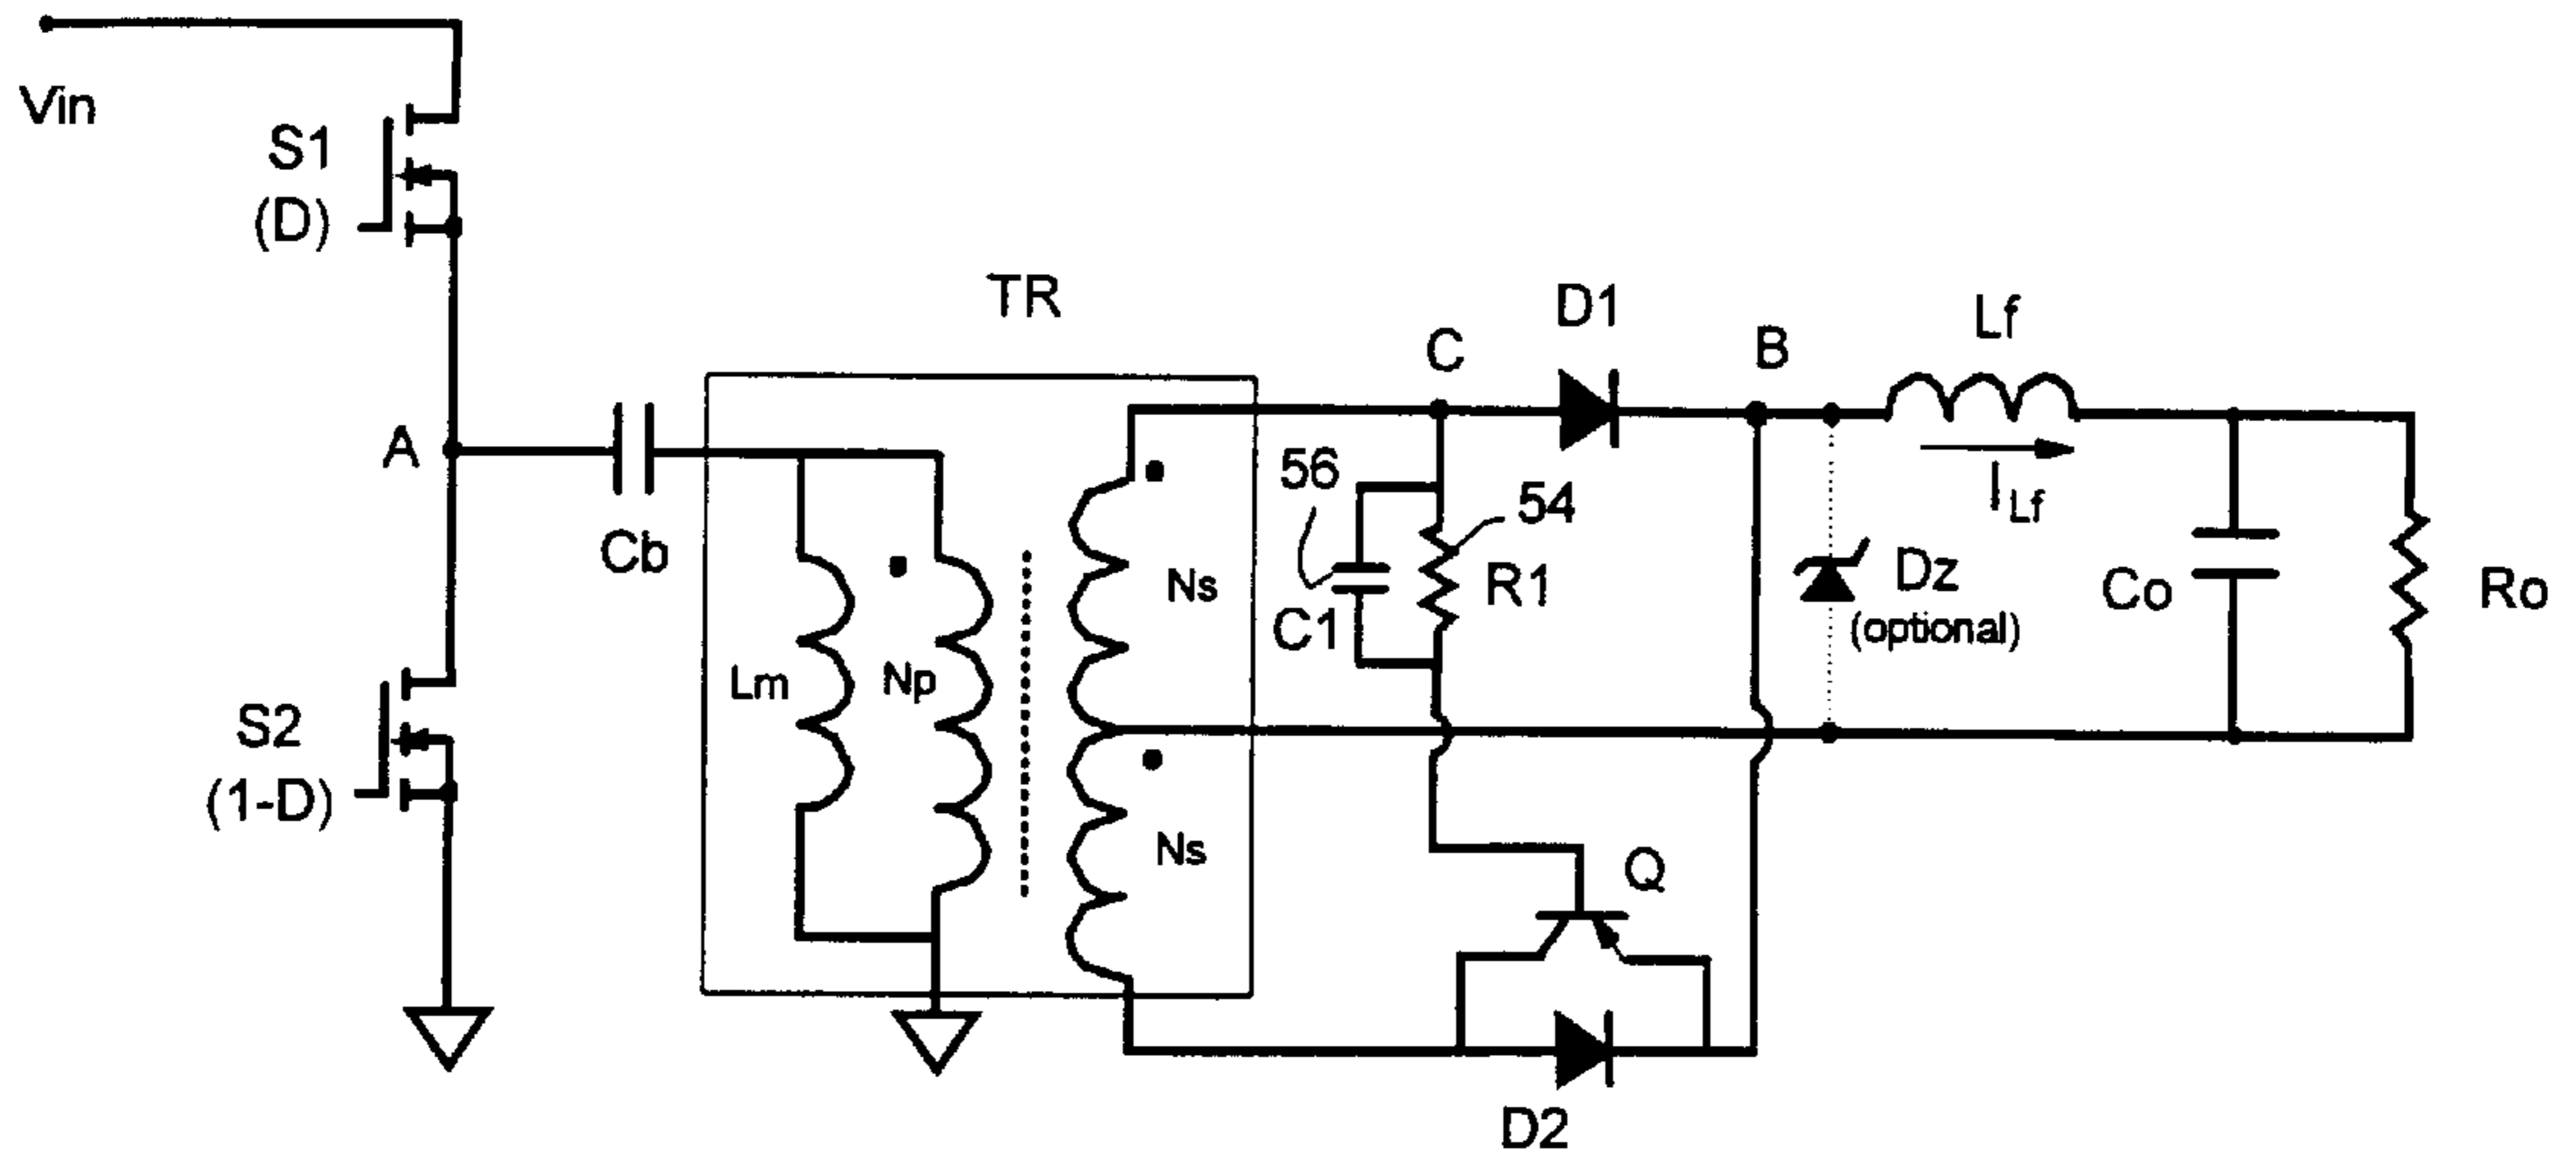 Vin
S1
(D)
TR
D1
Lf
C
B
A
56
54
I Lf
Cb
Ns
R1
Dz
(optional)
Co
Ro
C1
Lm
Np
S2
(1-D)
Ns
Q
D2